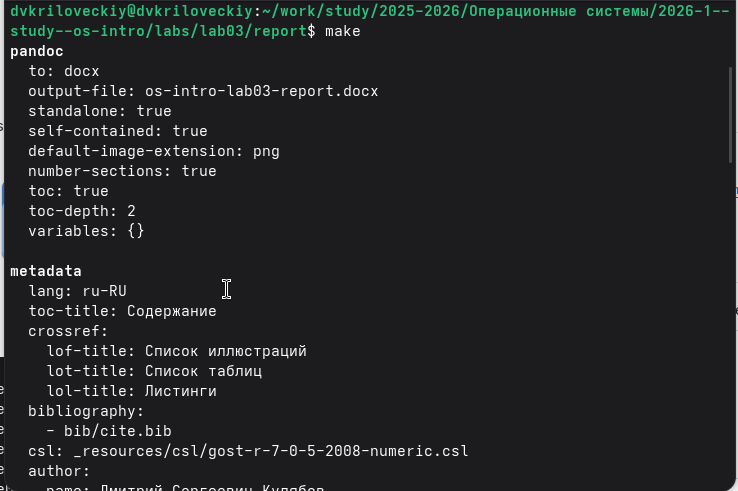 dvkriloveckiy@dvkriloveckiy:~/work/study/2025-2026/Операционные системы/2026-1--
study--os-intro/labs/lab03/report$ make
pandoc
  to: docx
  output-file: os-intro-lab03-report.docx
  standalone: true
  self-contained: true
  default-image-extension: png
  number-sections: true
  toc: true
  toc-depth: 2
  variables: {}
metadata
  lang: ru-RU
  toc-title: Содержание
  crossref:
    lof-title: Список иллюстраций
    lot-title: Список таблиц
    lol-title: Листинги
  bibliography:
    - bib/cite.bib
  csl: _resources/csl/gost-r-7-0-5-2008-numeric.csl
  author:
    name: Дмитрий Сергеевич Кулябов